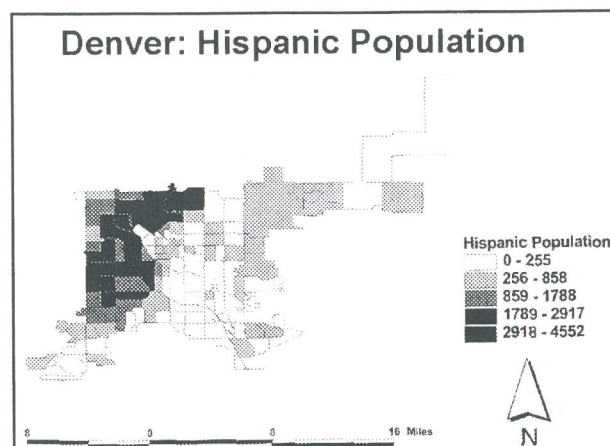 Denver: Hispanic Population
Hispanic Population
0 - 255
256 - 858
859 - 1788
1789 - 2917
2918 - 4552
8 0 8 16 Miles
N